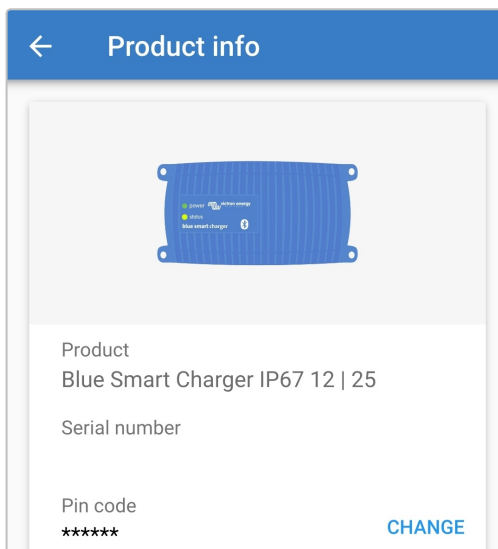 Product info
power victron energy
status
blue smart charger
Product
Blue Smart Charger IP67 12 | 25
Serial number
Pin code
****** CHANGE